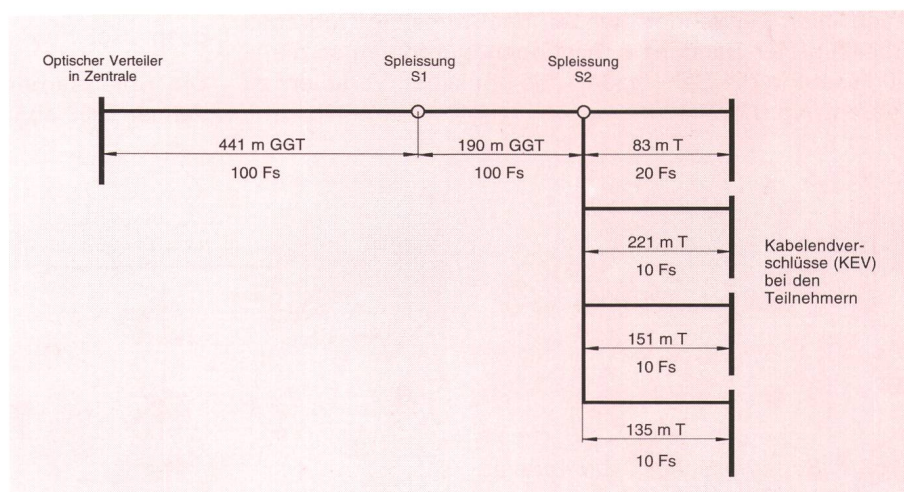 Optischer Verteiler
in Zentrale
Spleissung
S1
Spleissung
S2
441 m GGT
100 Fs
190 m GGT
100 Fs
83 m T
20 Fs
221 m T
10 Fs
151 m T
10 Fs
135 m T
10 Fs
Kabelendver-
schlüsse (KEV)
bei den
Teilnehmern